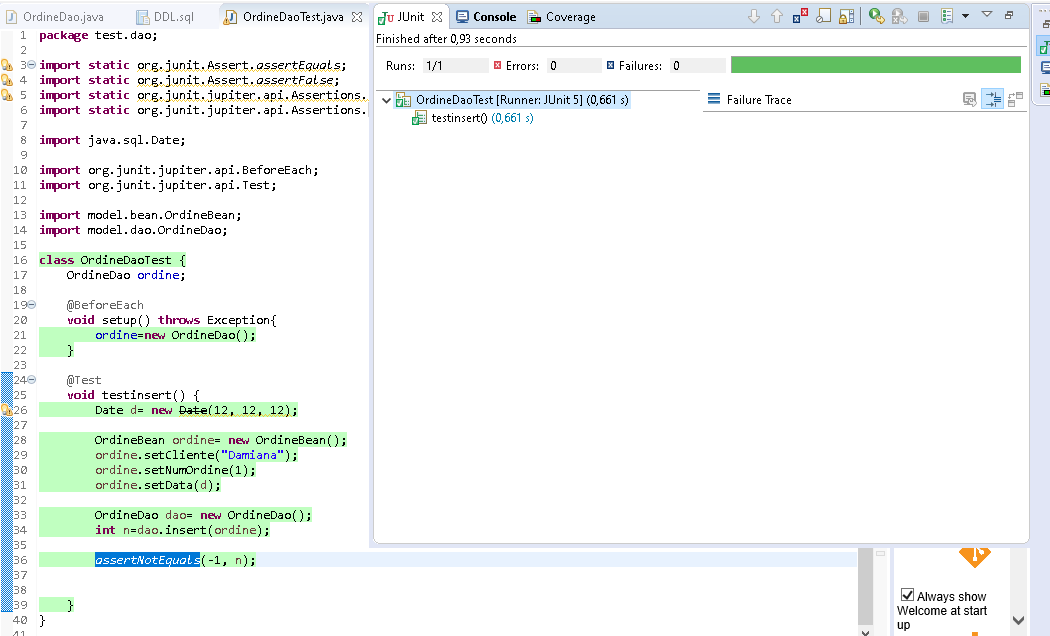 OrdineDao.java DDL.sql OrdineDaoTest.java
1 package test.dao;
2
3 import static org.junit.Assert.assertEquals;
4 import static org.junit.Assert.assertFalse;
5 import static org.junit.jupiter.api.Assertions.
6 import static org.junit.jupiter.api.Assertions.
7
8 import java.sql.Date;
9
10 import org.junit.jupiter.api.BeforeEach;
11 import org.junit.jupiter.api.Test;
12
13 import model.bean.OrdineBean;
14 import model.dao.OrdineDao;
15
16 class OrdineDaoTest {
17 OrdineDao ordine;
18
19 @BeforeEach
20 void setup() throws Exception{
21 ordine=new OrdineDao();
22 }
23
24 @Test
25 void testinsert() {
26 Date d= new Date(12, 12, 12);
27
28 OrdineBean ordine= new OrdineBean();
29 ordine.setCliente("Damiana");
30 ordine.setNumOrdine(1);
31 ordine.setData(d);
32
33 OrdineDao dao= new OrdineDao();
34 int n=dao.insert(ordine);
35
36 assertNotEquals(-1, n);
37
38
39 }
40 }
41
JUnit Console Coverage
Finished after 0,93 seconds
Runs: 1/1 Errors: 0 Failures: 0
OrdineDaoTest [Runner: JUnit 5] (0,661 s)
testinsert() (0,661 s)
Failure Trace
Always show
Welcome at start
up